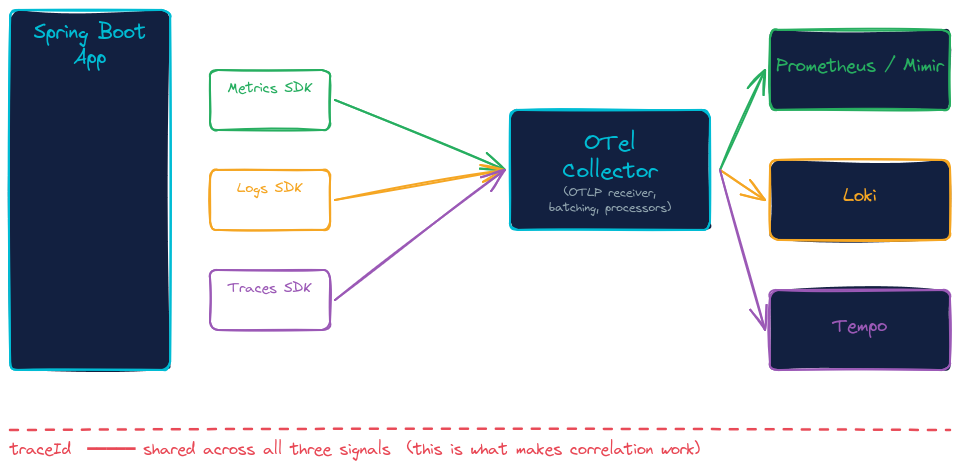 Spring Boot
App
Metrics SDK
Logs SDK
Traces SDK
OTel
Collector
(OTLP receiver,
batching, processors)
Prometheus / Mimir
Loki
Tempo
traceId
shared across all three signals (this is what makes correlation work)